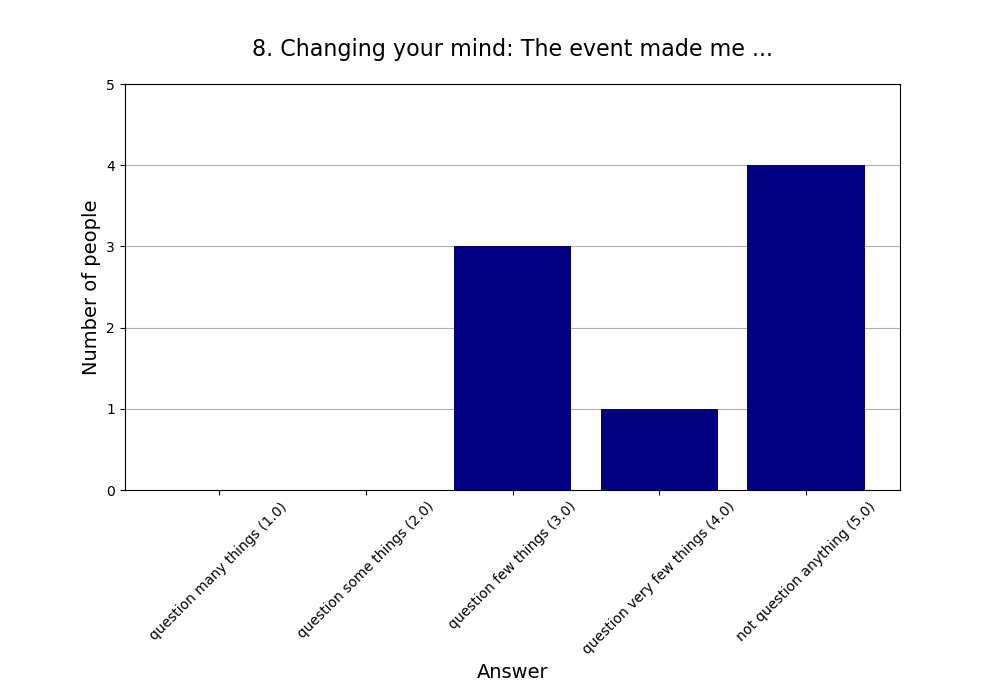 8. Changing your mind: The event made me ...
Number of people
5
4
3
2
1
0
question many things (1.0)
question some things (2.0)
question few things (3.0)
question very few things (4.0)
not question anything (5.0)
Answer